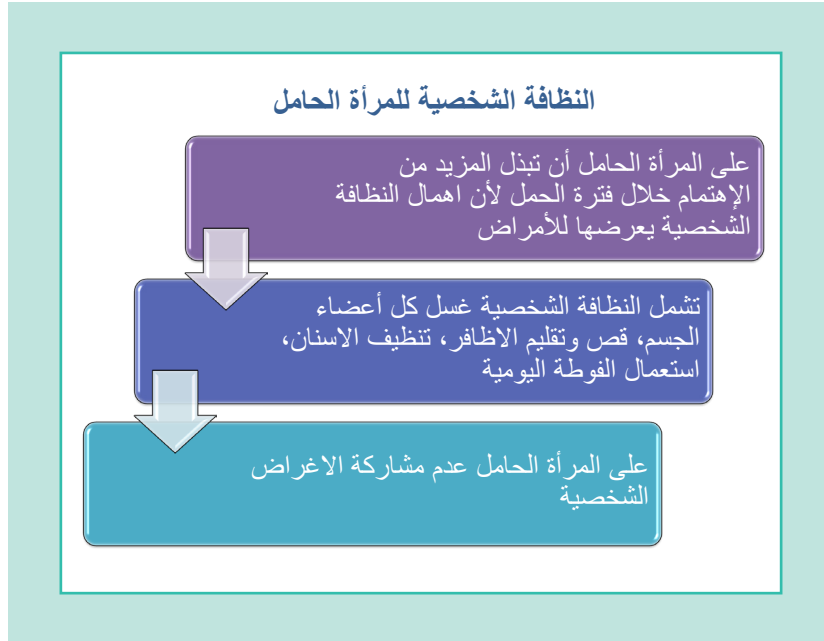 النظافة الشخصية للمرأة الحامل
على المرأة الحامل أن تبذل المزيد من
الإهتمام خلال فترة الحمل لأن اهمال النظافة
الشخصية يعرضها للأمراض
تشمل النظافة الشخصية غسل كل أعضاء
الجسم، قص وتقليم الاظافر، تنظيف الاسنان،
استعمال الفوطة اليومية
على المرأة الحامل عدم مشاركة الاغراض
الشخصية